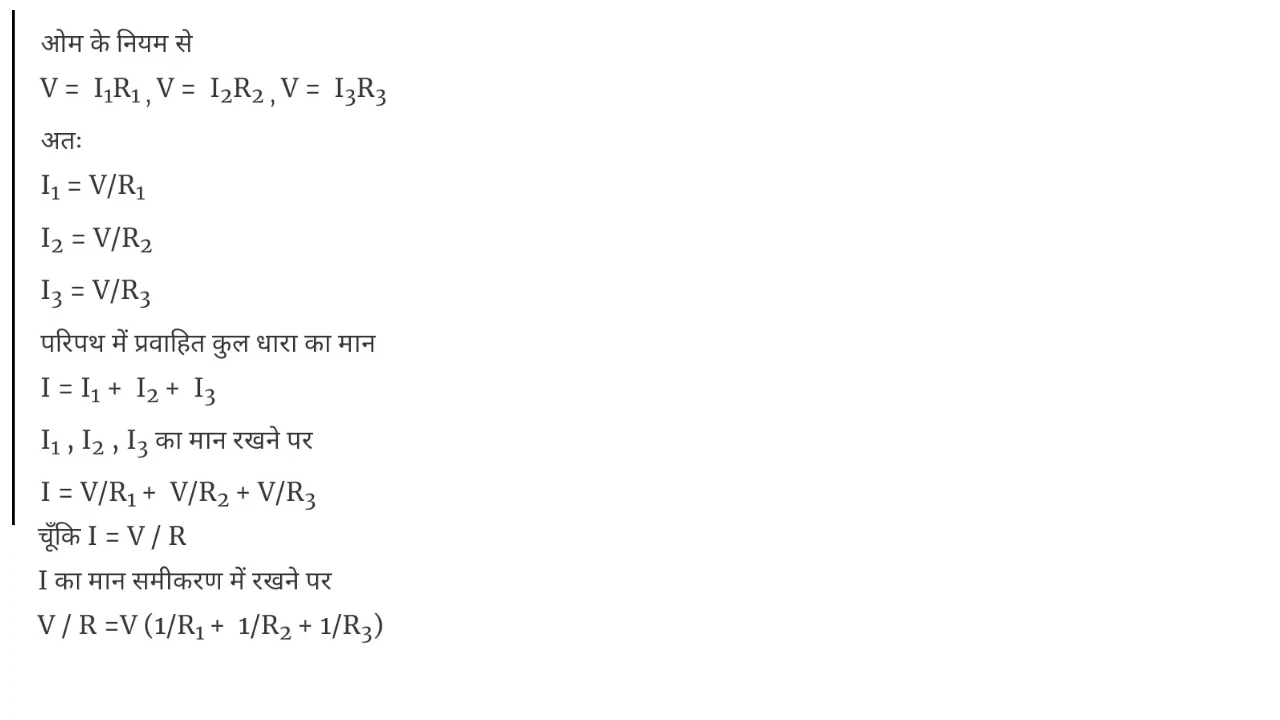 ओम के नियम से
V = I₁R₁ , V = I₂R₂ , V = I₃R₃
अतः
I₁ = V/R₁
I₂ = V/R₂
I₃ = V/R₃
परिपथ में प्रवाहित कुल धारा का मान
I = I₁ + I₂ + I₃
I₁ , I₂ , I₃ का मान रखने पर
I = V/R₁ + V/R₂ + V/R₃
चूँकि I = V / R
I का मान समीकरण में रखने पर
V / R =V (1/R₁ + 1/R₂ + 1/R₃)